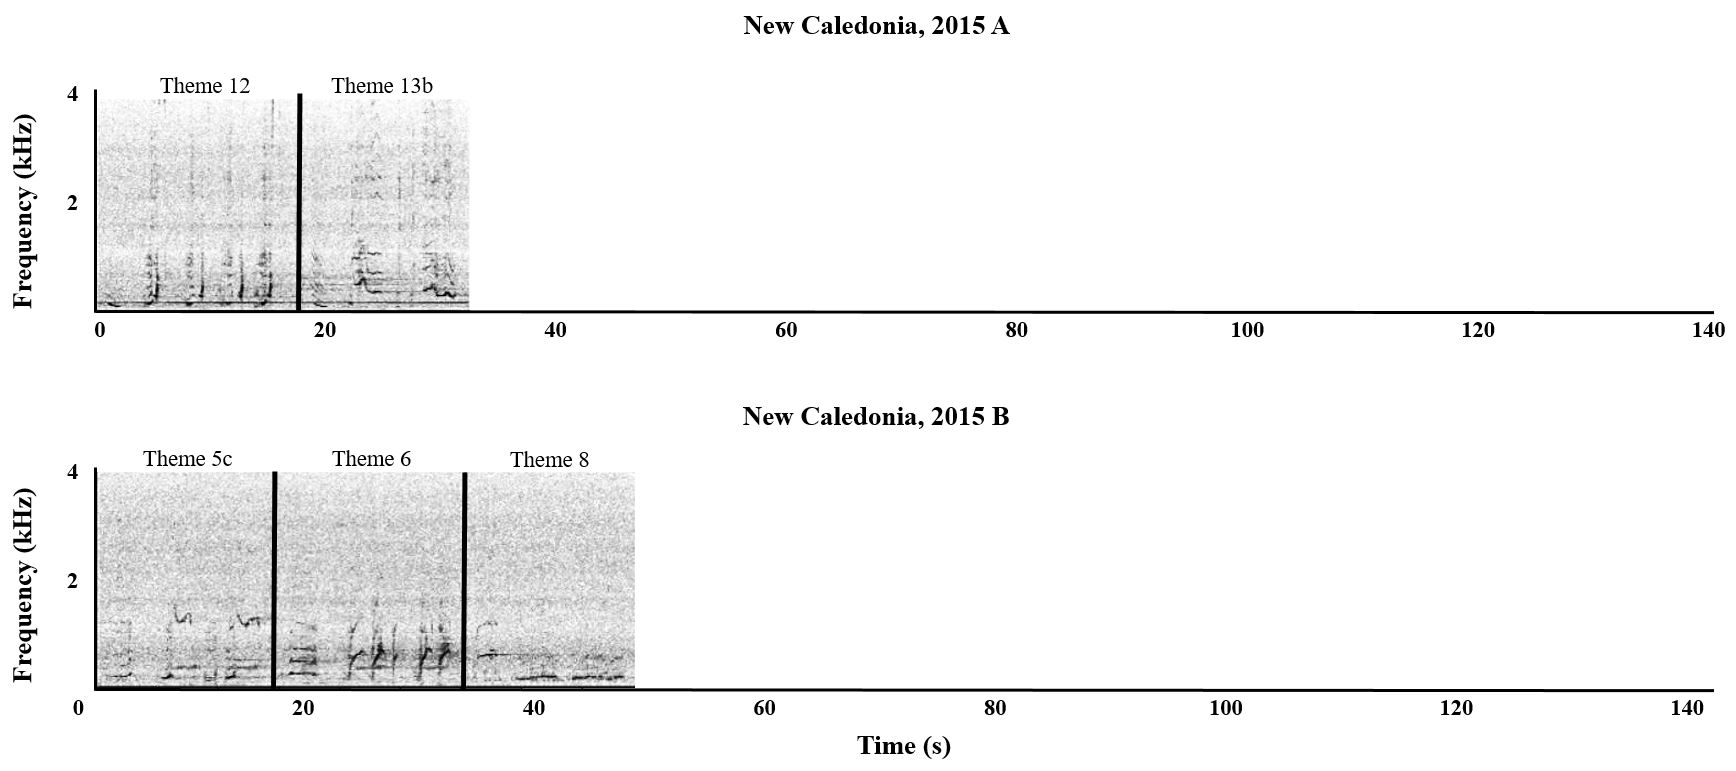 New Caledonia, 2015 A
Theme 12 Theme 13b
4
2
Frequency (kHz)
0 20 40 60 80 100 120 140
New Caledonia, 2015 B
Theme 5c Theme 6 Theme 8
4
2
Frequency (kHz)
0 20 40 60 80 100 120 140
Time (s)